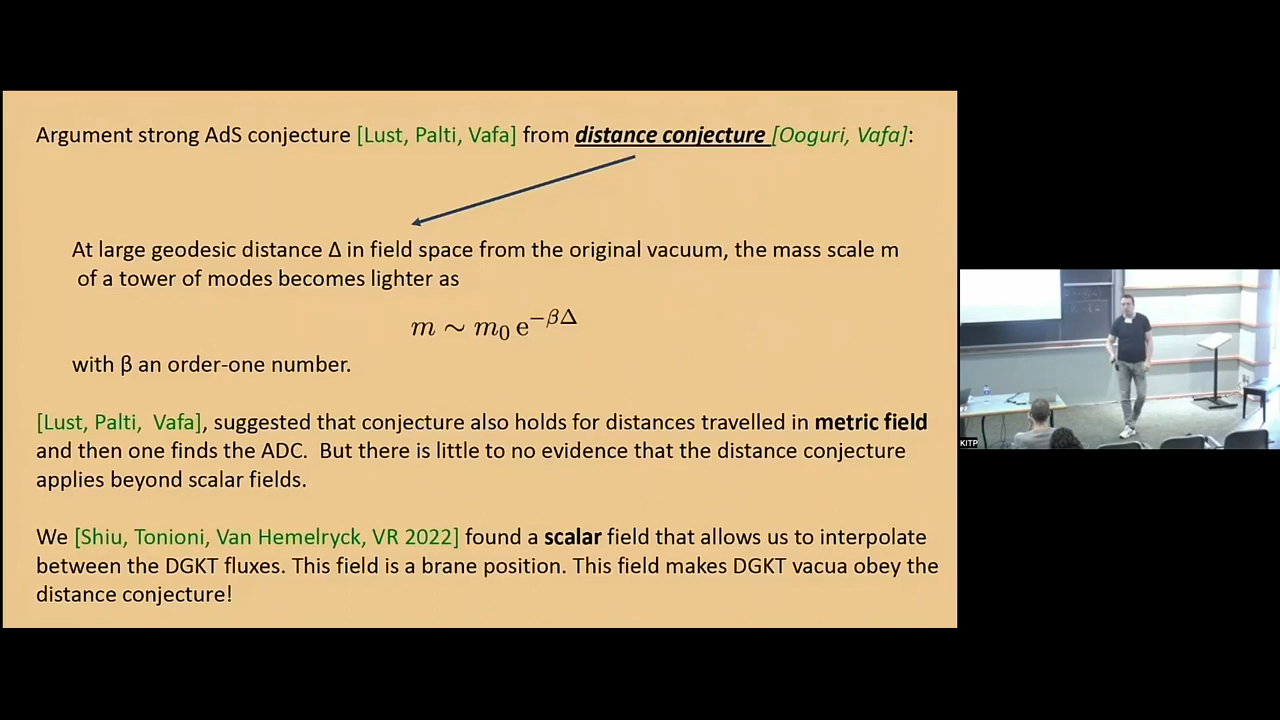 Argument strong AdS conjecture [Lust, Palti, Vafa] from distance conjecture [Ooguri, Vafa]:
At large geodesic distance Δ in field space from the original vacuum, the mass scale m
of a tower of modes becomes lighter as
m ∼ m₀ e^{−βΔ}
with β an order-one number.
[Lust, Palti, Vafa], suggested that conjecture also holds for distances travelled in metric field
and then one finds the ADC. But there is little to no evidence that the distance conjecture
applies beyond scalar fields.
We [Shiu, Tonioni, Van Hemelryck, VR 2022] found a scalar field that allows us to interpolate
between the DGKT fluxes. This field is a brane position. This field makes DGKT vacua obey the
distance conjecture!
KITP